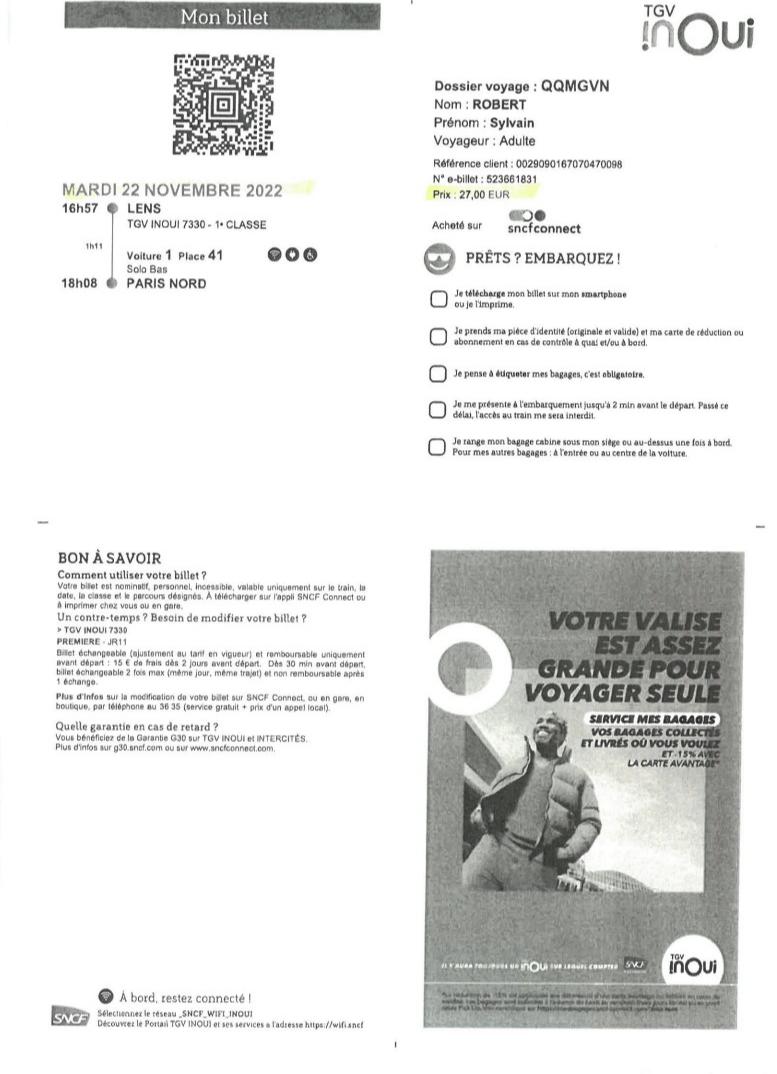 Mon billet
TGV
inOui
Dossier voyage : QQMGVN
Nom : ROBERT
Prénom : Sylvain
Voyageur : Adulte
Référence client : 0029090167070470098
N° e-billet : 523661831
Prix : 27,00 EUR
Acheté sur
sncfconnect
MARDI 22 NOVEMBRE 2022
16h57 LENS
TGV INOUI 7330 - 1e CLASSE
1h11
Voiture 1 Place 41
Solo Bas
18h08 PARIS NORD
PRÊTS ? EMBARQUEZ !
Je télécharge mon billet sur mon smartphone
ou je l'imprime.
Je prends ma pièce d'identité (originale et valide) et ma carte de réduction ou
abonnement en cas de contrôle à quai et/ou à bord.
Je pense à étiqueter mes bagages, c'est obligatoire.
Je me présente à l'embarquement jusqu'à 2 min avant le départ. Passé ce
délai, l'accès au train me sera interdit.
Je range mon bagage cabine sous mon siège ou au-dessus une fois à bord.
Pour mes autres bagages : à l'entrée ou au centre de la voiture.
BON À SAVOIR
Comment utiliser votre billet ?
Votre billet est nominatif, personnel, incessible, valable uniquement sur le train, la
date, la classe et le parcours désignés. À télécharger sur l'appli SNCF Connect ou
à imprimer chez vous ou en gare.
Un contre-temps ? Besoin de modifier votre billet ?
> TGV INOUI 7330
PREMIERE - JR11
Billet échangeable (ajustement au tarif en vigueur) et remboursable uniquement
avant départ : 15 € de frais dès 2 jours avant départ. Dès 30 min avant départ,
billet échangeable 2 fois max (même jour, même trajet) et non remboursable après
1 échange.
Plus d'infos sur la modification de votre billet sur SNCF Connect, ou en gare, en
boutique, par téléphone au 36 35 (service gratuit + prix d'un appel local).
Quelle garantie en cas de retard ?
Vous bénéficiez de la Garantie G30 sur TGV INOUI et INTERCITÉS.
Plus d'infos sur g30.sncf.com ou sur www.sncfconnect.com.
VOTRE VALISE
EST ASSEZ
GRANDE POUR
VOYAGER SEULE
SERVICE MES BAGAGES
VOS BAGAGES COLLECTÉS
ET LIVRÉS OÙ VOUS VOULEZ
ET -15% AVEC
LA CARTE AVANTAGE*
IL Y AURA TOUJOURS UN inOui SUR LEQUEL COMPTER
SNCF
TGV
inOui
À bord, restez connecté !
SNCF
Sélectionnez le réseau _SNCF_WIFI_INOUI
Découvrez le Portail TGV INOUI et ses services à l'adresse https://wifi.sncf